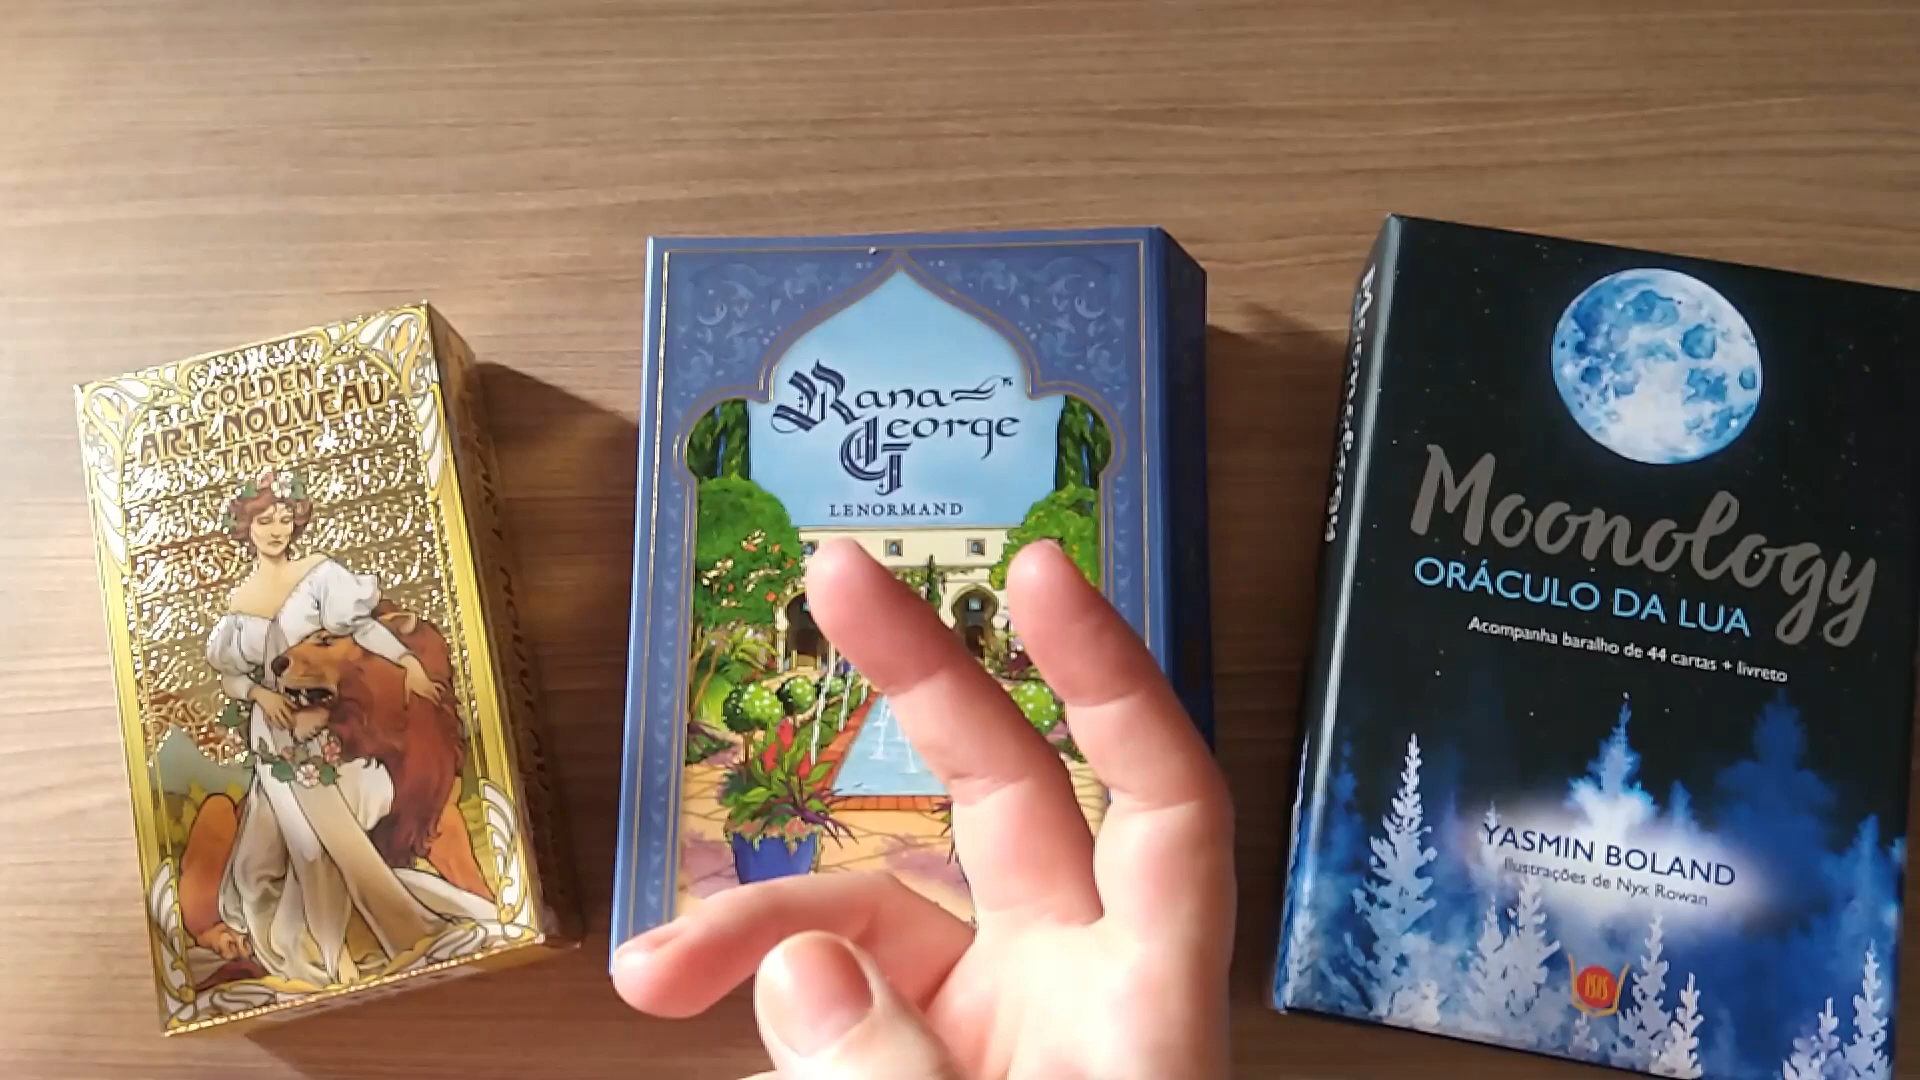 GOLDEN
ART NOUVEAU
TAROT
Rana
George
G
LENORMAND
Moonology
ORÁCULO DA LUA
Acompanha baralho de 44 cartas + livreto
YASMIN BOLAND
Ilustrações de Nyx Rowan
ISIS